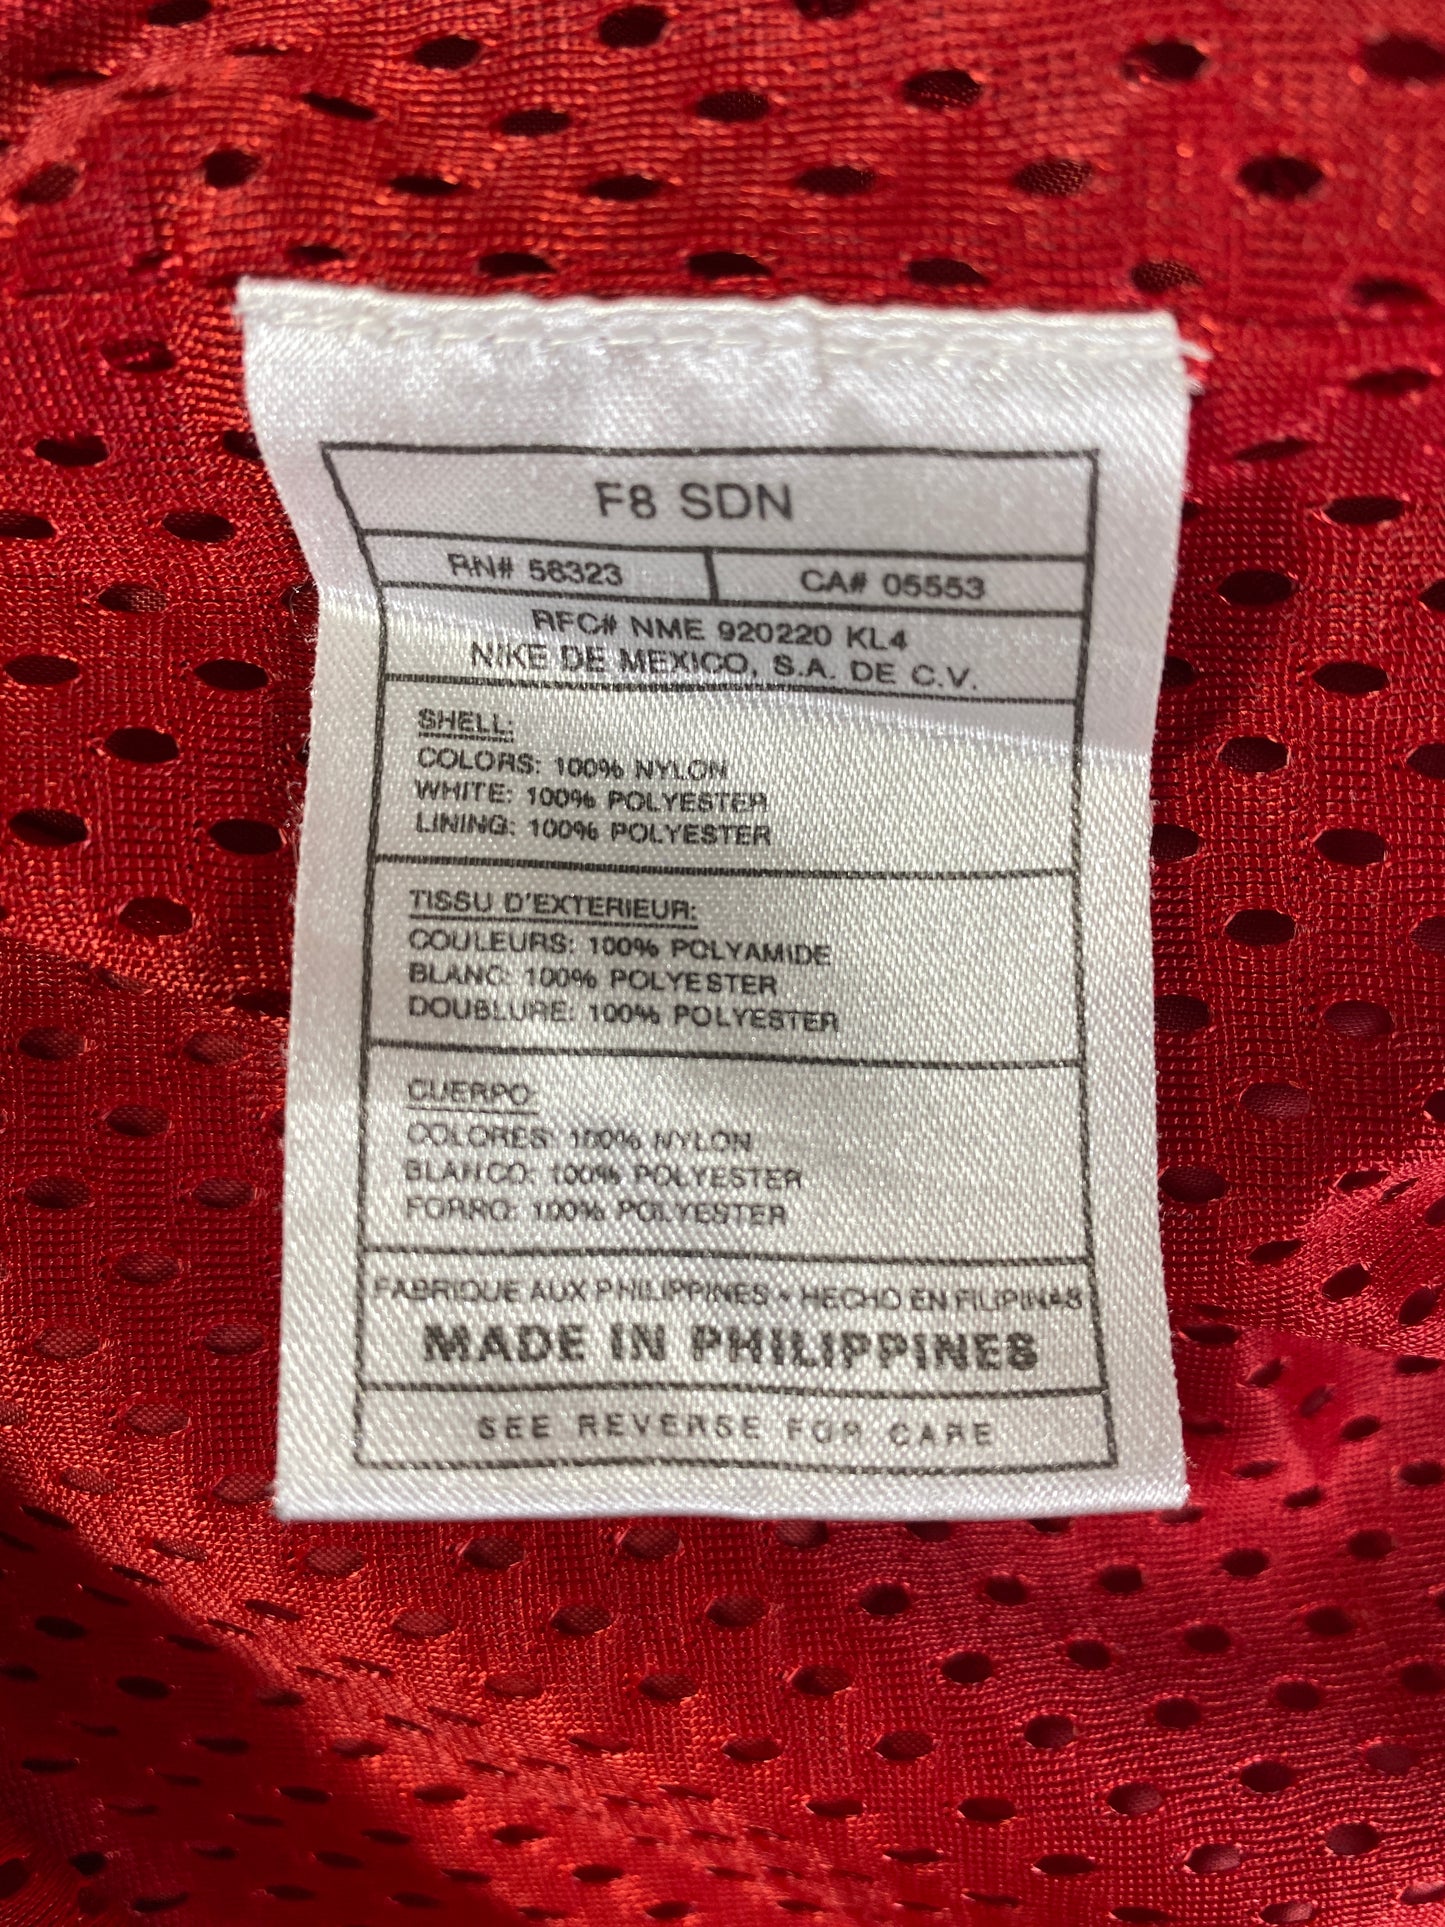 F8 SDN
RN# 56323 CA# 05553
RFC# NME 920220 KL4
NIKE DE MEXICO, S.A. DE C.V.
SHELL:
COLORS: 100% NYLON
WHITE: 100% POLYESTER
LINING: 100% POLYESTER
TISSU D'EXTERIEUR:
COULEURS: 100% POLYAMIDE
BLANC: 100% POLYESTER
DOUBLURE: 100% POLYESTER
CUERPO:
COLORES: 100% NYLON
BLANCO: 100% POLYESTER
FORRO: 100% POLYESTER
FABRIQUE AUX PHILIPPINES • HECHO EN FILIPINAS
MADE IN PHILIPPINES
SEE REVERSE FOR CARE